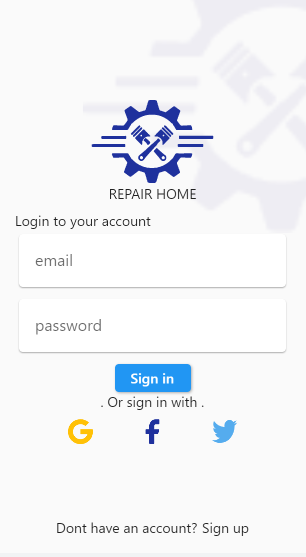 REPAIR HOME
Login to your account
email
password
Sign in
. Or sign in with .
Dont have an account? Sign up